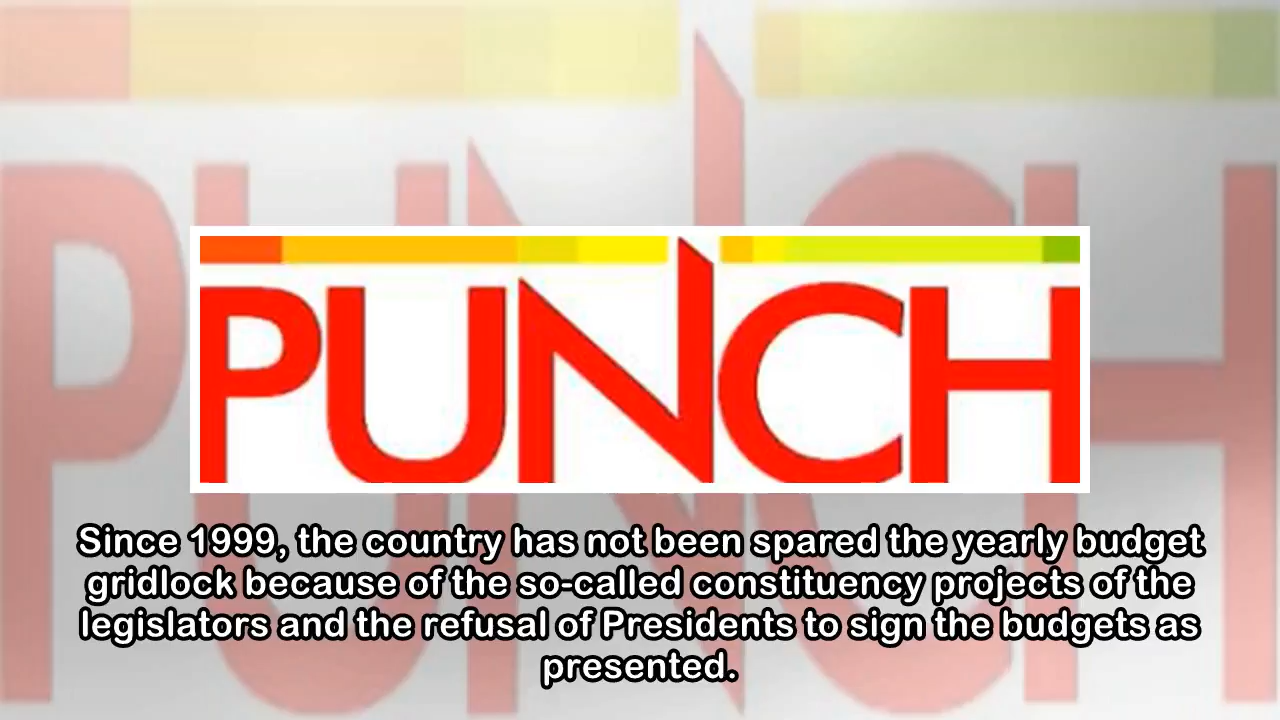 PUNCH
Since 1999, the country has not been spared the yearly budget
gridlock because of the so-called constituency projects of the
legislators and the refusal of Presidents to sign the budgets as
presented.